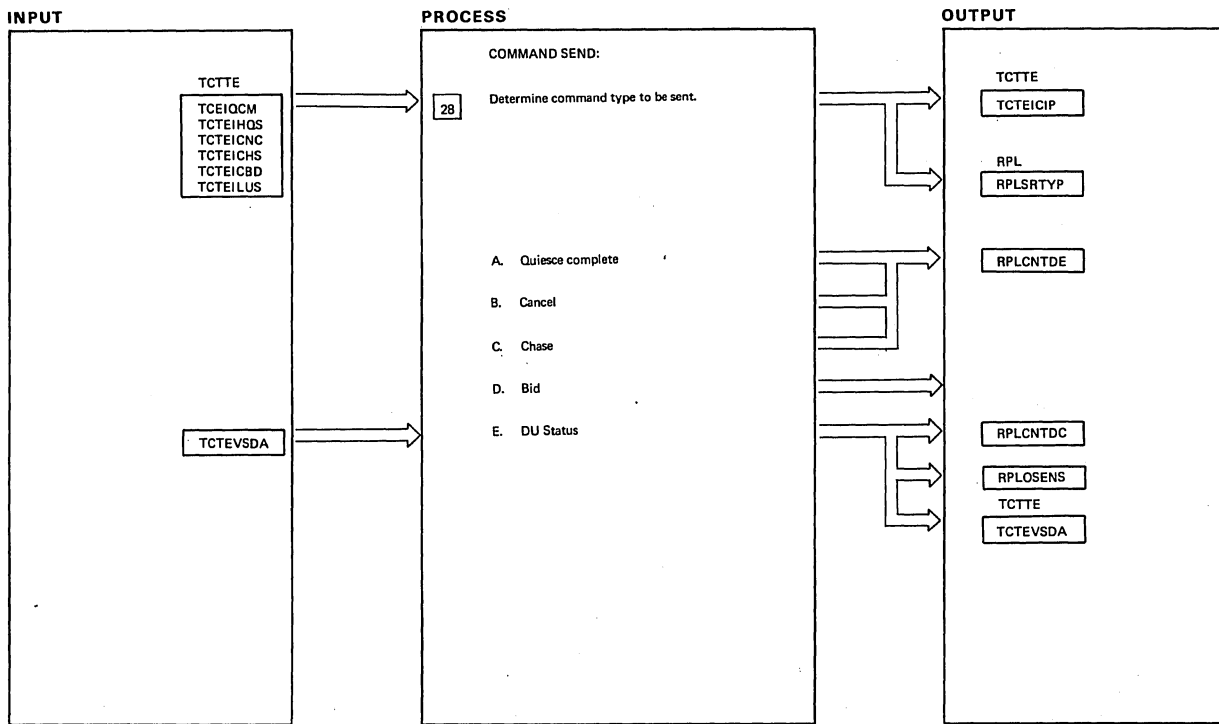 INPUT
TCTTE
TCEIQCM
TCTEIHQS
TCTEICNC
TCTEICHS
TCTEICBD
TCTEILUS
TCTEVSDA
PROCESS
COMMAND SEND:
28 Determine command type to be sent.
A. Quiesce complete
B. Cancel
C. Chase
D. Bid
E. DU Status
OUTPUT
TCTTE
TCTEICIP
RPL
RPLSRTYP
RPLCNTDE
RPLCNTDC
RPLOSENS
TCTTE
TCTEVSDA